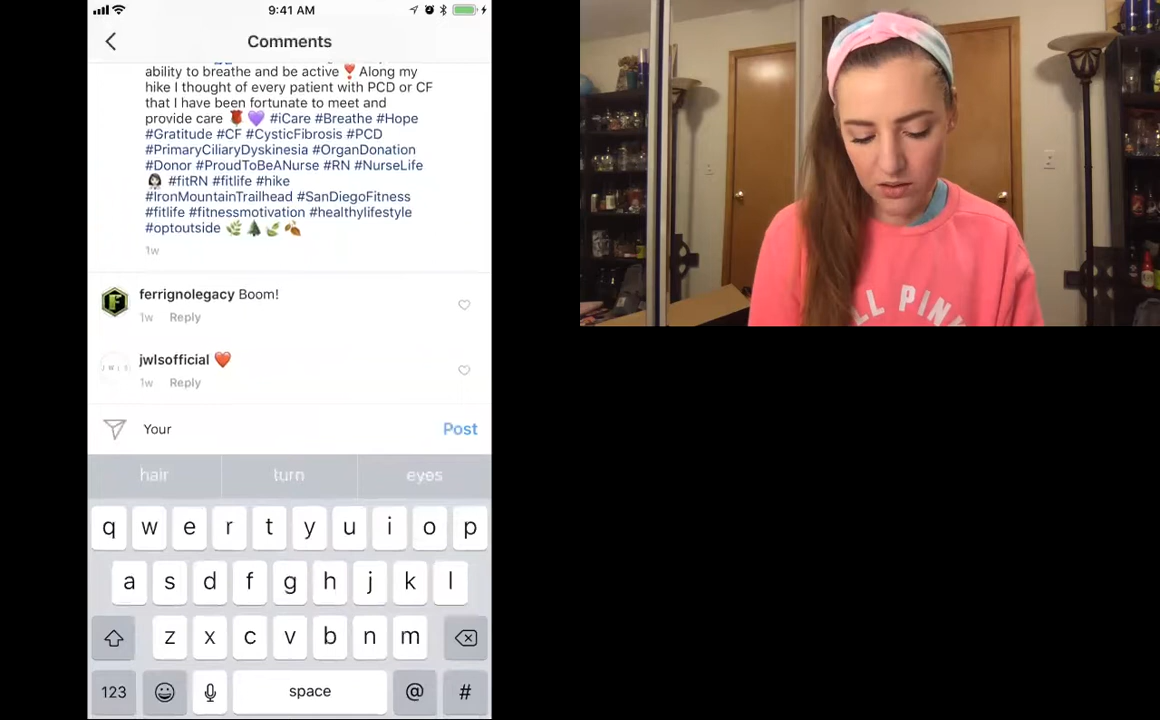 9:41 AM
Comments
ability to breathe and be active❣️Along my
hike I thought of every patient with PCD or CF
that I have been fortunate to meet and
provide care 🌹💜 #iCare #Breathe #Hope
#Gratitude #CF #CysticFibrosis #PCD
#PrimaryCiliaryDyskinesia #OrganDonation
#Donor #ProudToBeANurse #RN #NurseLife
👩🏻‍⚕️ #fitRN #fitlife #hike
#IronMountainTrailhead #SanDiegoFitness
#fitlife #fitnessmotivation #healthylifestyle
#optoutside 🌿🌲🍃🍂
1w
ferrignolegacy Boom!
1w Reply
jwlsofficial ❤️
1w Reply
JWLS
Your
Post
hair turn eyes
q w e r t y u i o p
a s d f g h j k l
z x c v b n m
123 space @ #
LL PINK